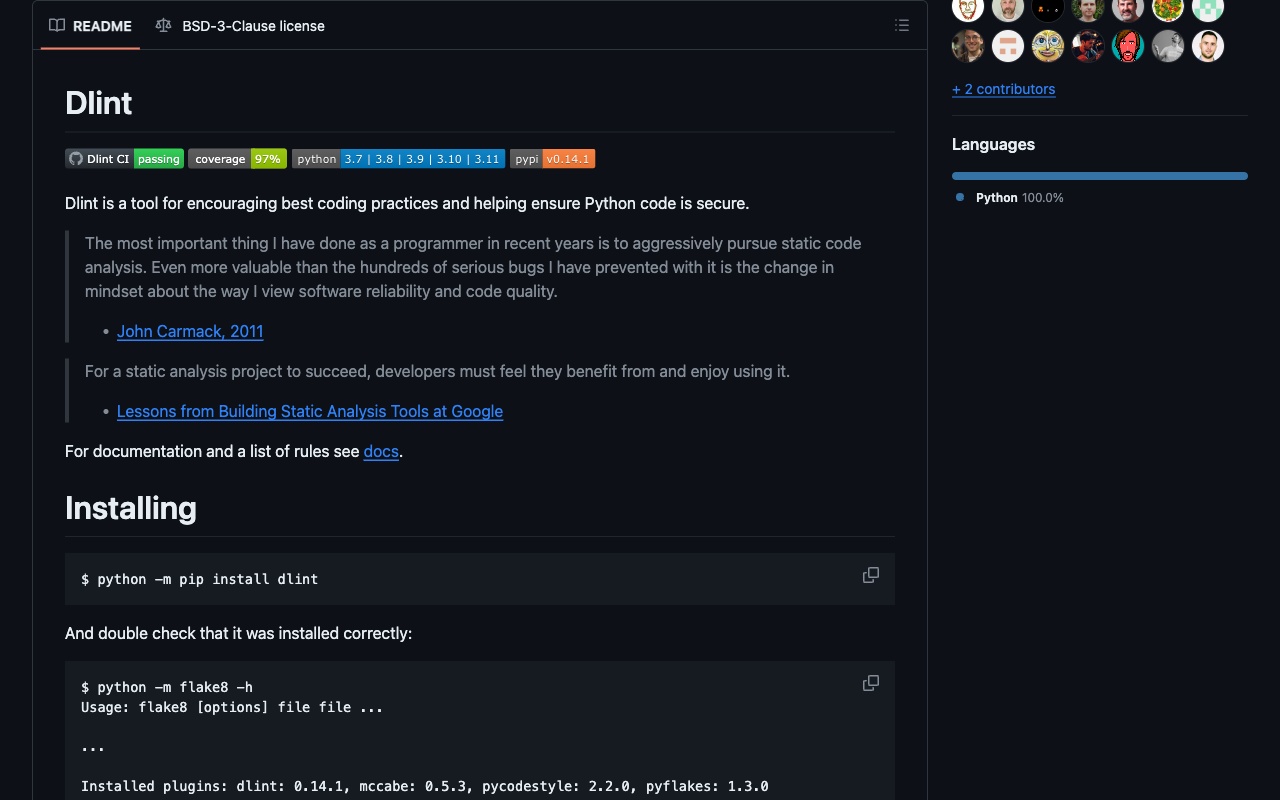 README
BSD-3-Clause license
Dlint
Dlint CI passing coverage 97% python 3.7 | 3.8 | 3.9 | 3.10 | 3.11 pypi v0.14.1
Dlint is a tool for encouraging best coding practices and helping ensure Python code is secure.
The most important thing I have done as a programmer in recent years is to aggressively pursue static code
analysis. Even more valuable than the hundreds of serious bugs I have prevented with it is the change in
mindset about the way I view software reliability and code quality.
• John Carmack, 2011
For a static analysis project to succeed, developers must feel they benefit from and enjoy using it.
• Lessons from Building Static Analysis Tools at Google
For documentation and a list of rules see docs.
Installing
$ python -m pip install dlint
And double check that it was installed correctly:
$ python -m flake8 -h
Usage: flake8 [options] file file ...
...
Installed plugins: dlint: 0.14.1, mccabe: 0.5.3, pycodestyle: 2.2.0, pyflakes: 1.3.0
+ 2 contributors
Languages
Python 100.0%